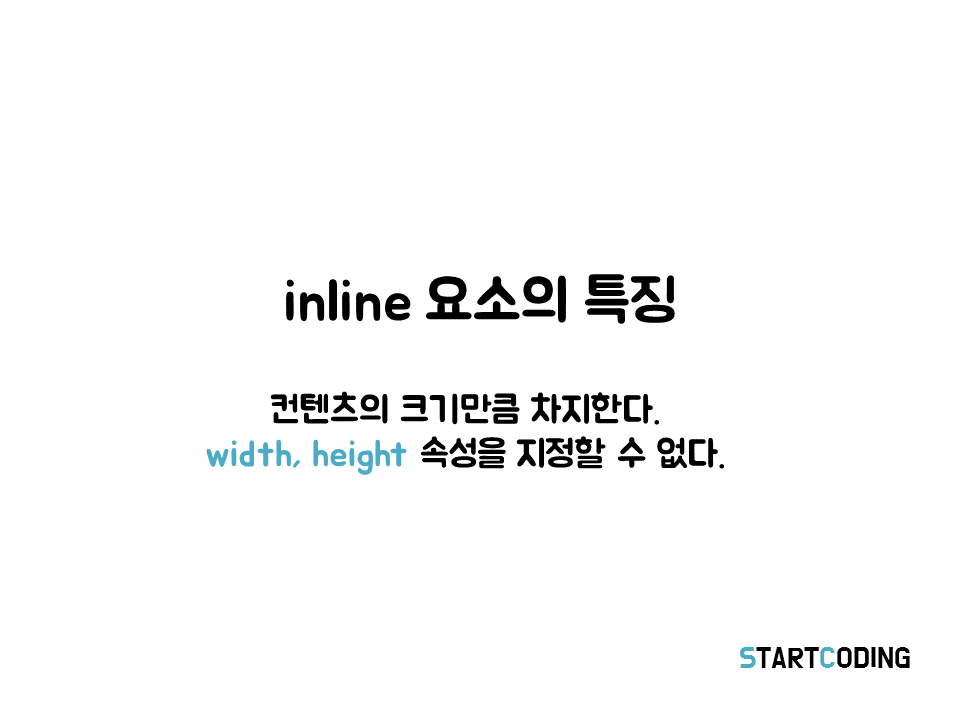 inline 요소의 특징
컨텐츠의 크기만큼 차지한다.
width, height 속성을 지정할 수 없다.
STARTCODING